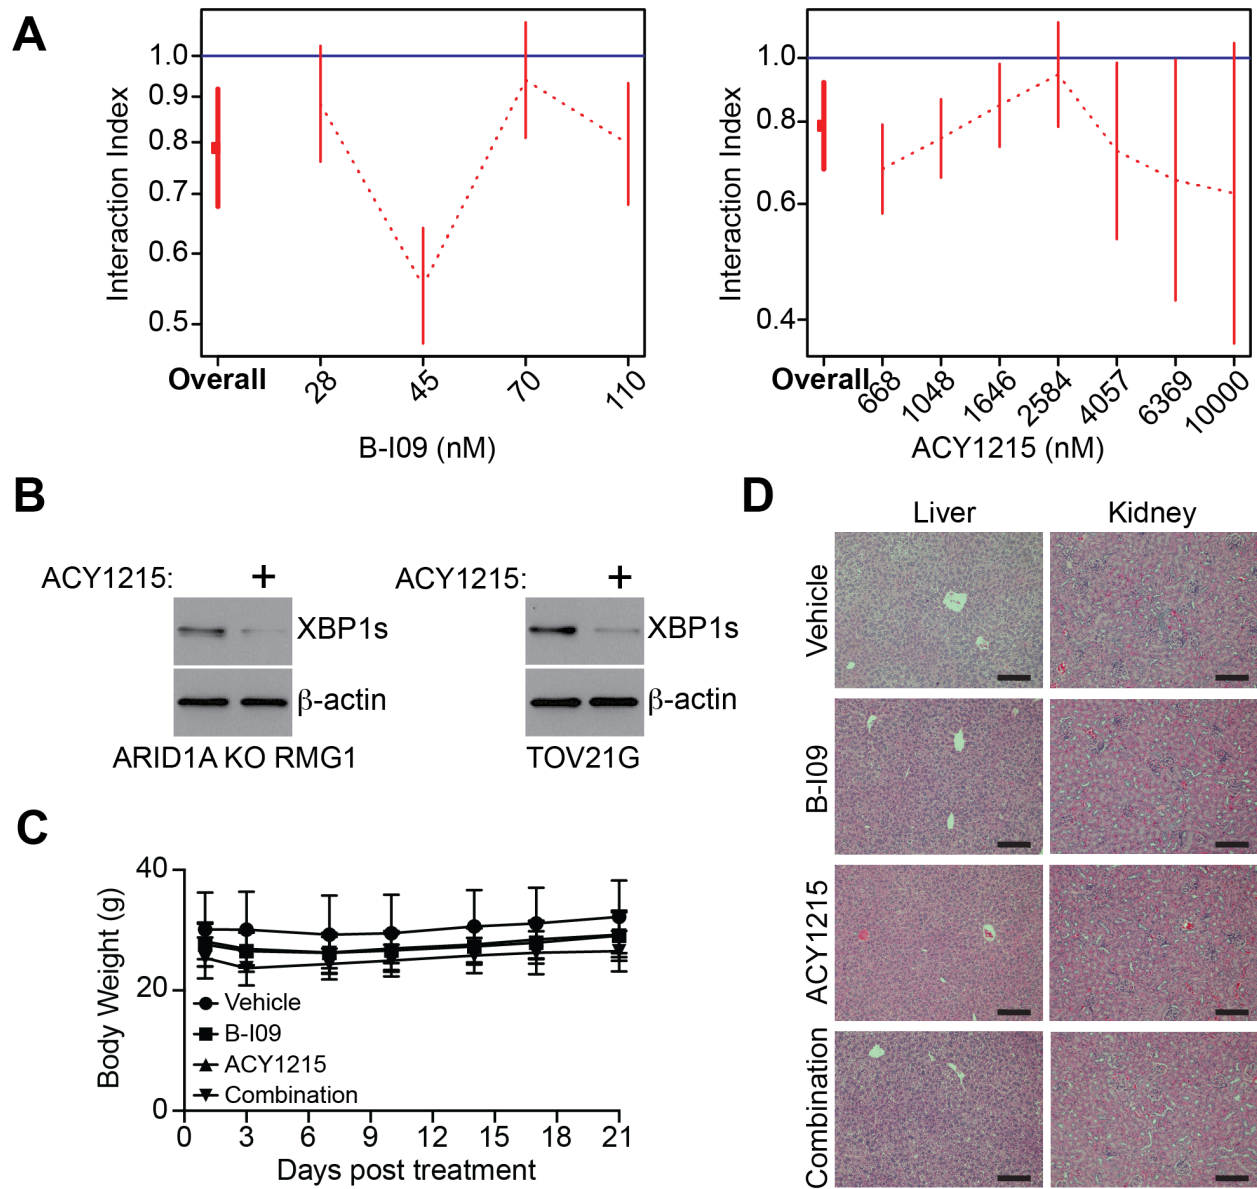 A
1.0
0.9
0.8
0.7
0.6
0.5
Interaction Index
Overall
28
45
70
110
B-I09 (nM)
1.0
0.8
0.6
0.4
Interaction Index
Overall
668
1048
1646
2584
4057
6369
10000
ACY1215 (nM)
B
ACY1215: +
XBP1s
β-actin
ARID1A KO RMG1
ACY1215: +
XBP1s
β-actin
TOV21G
C
40
20
0
Body Weight (g)
Vehicle
B-I09
ACY1215
Combination
0 3 6 9 12 15 18 21
Days post treatment
D
Liver Kidney
Vehicle
B-I09
ACY1215
Combination